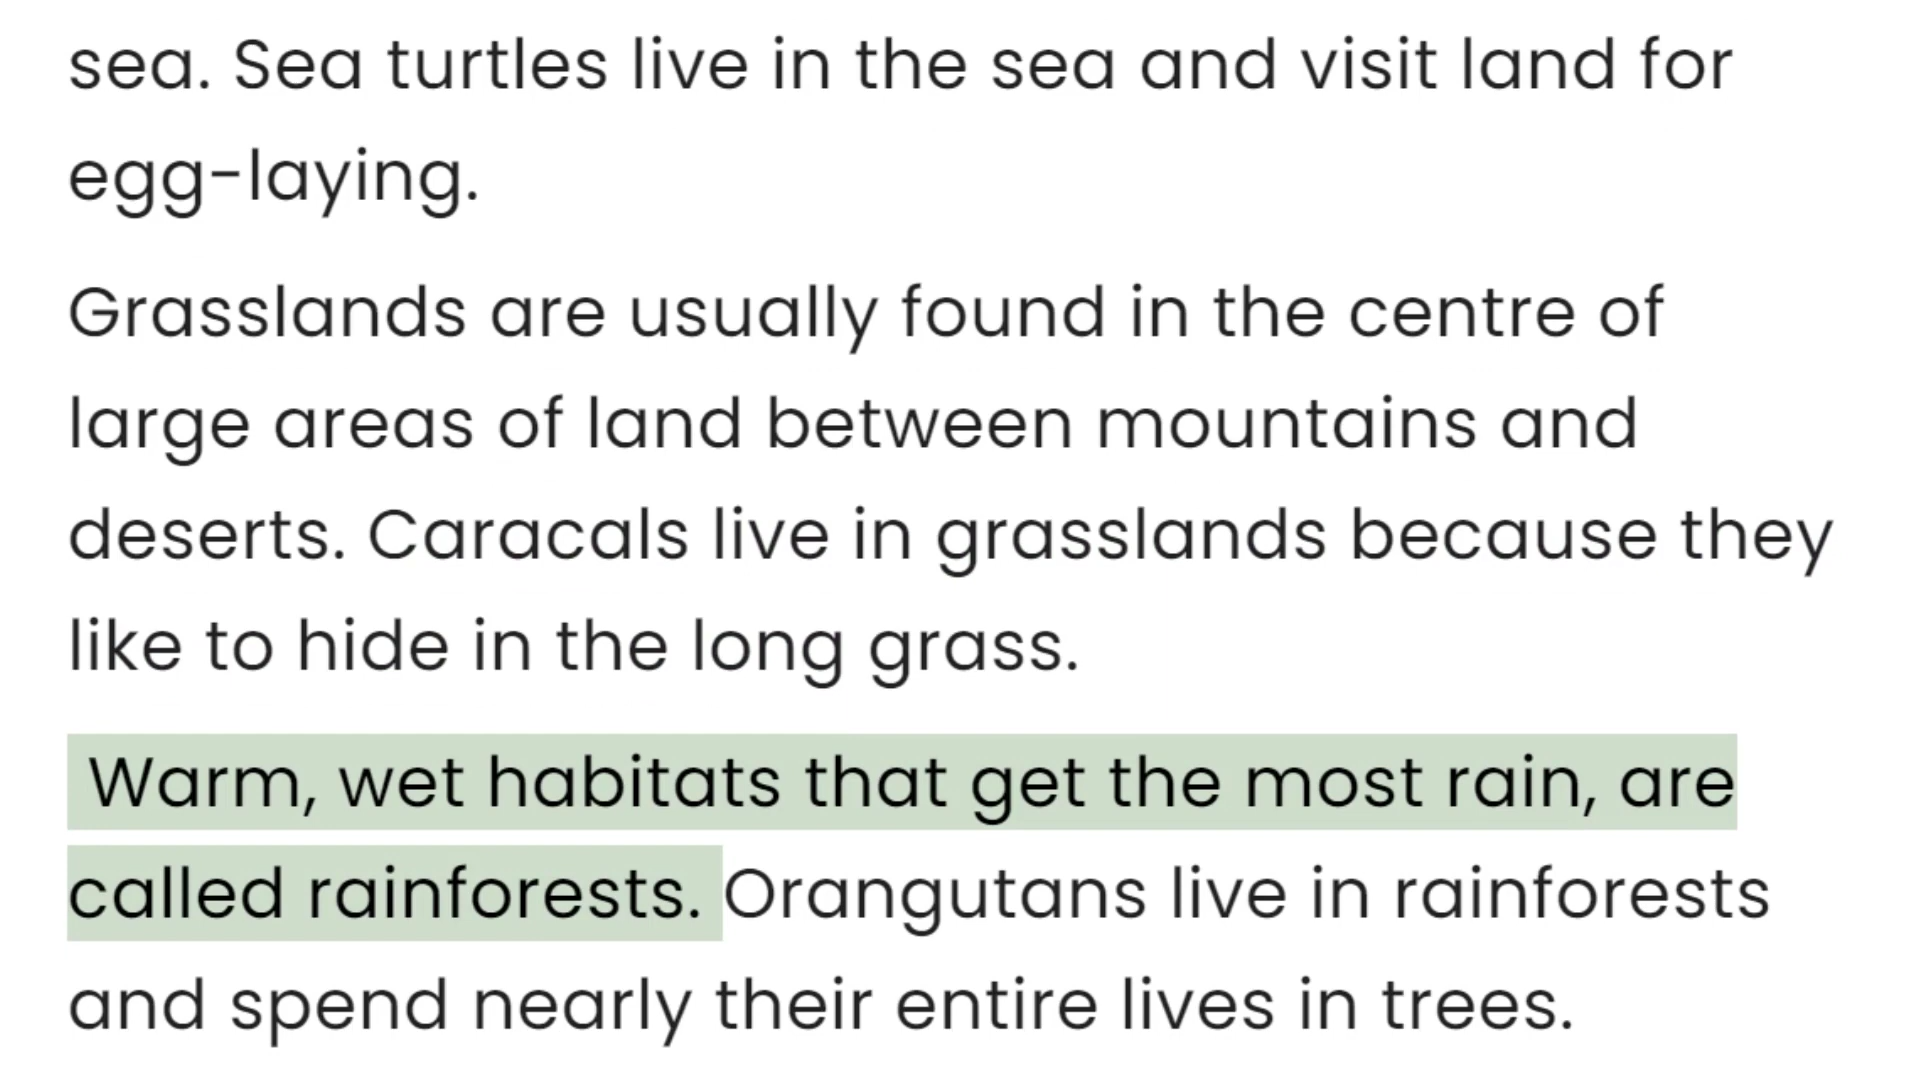 sea. Sea turtles live in the sea and visit land for
egg-laying.
Grasslands are usually found in the centre of
large areas of land between mountains and
deserts. Caracals live in grasslands because they
like to hide in the long grass.
Warm, wet habitats that get the most rain, are
called rainforests. Orangutans live in rainforests
and spend nearly their entire lives in trees.